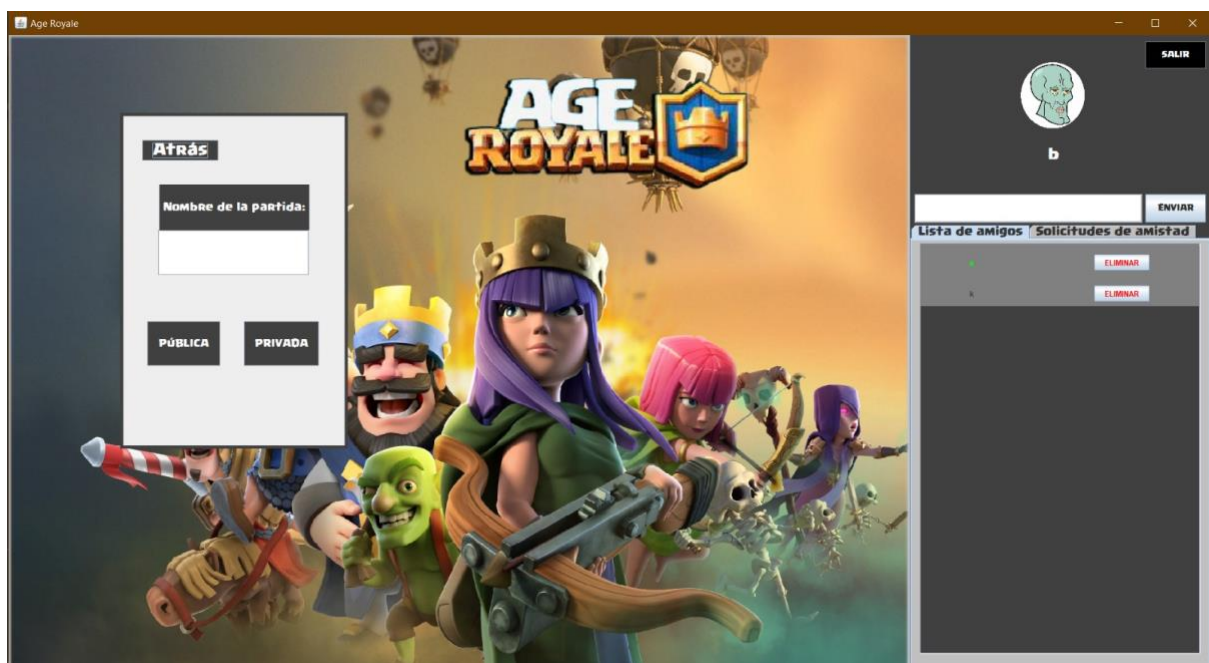 Age Royale
SALIR
AGE
ROYALE
Atrás
b
Nombre de la partida:
ENVIAR
Lista de amigos Solicitudes de amistad
a ELIMINAR
k ELIMINAR
PÚBLICA PRIVADA